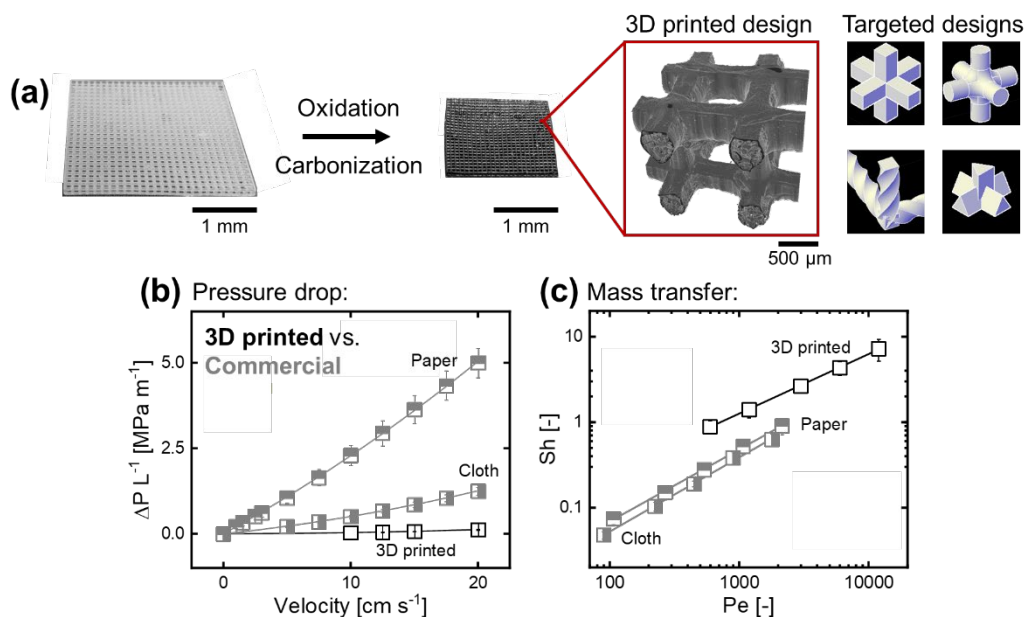 (a)
Oxidation
Carbonization
1 mm
1 mm
3D printed design
500 µm
Targeted designs
(b) Pressure drop:
3D printed vs.
Commercial
Paper
Cloth
3D printed
ΔP L⁻¹ [MPa m⁻¹]
5.0
2.5
0.0
0
10
20
Velocity [cm s⁻¹]
(c) Mass transfer:
3D printed
Paper
Cloth
Sh [-]
10
1
0.1
100
1000
10000
Pe [-]